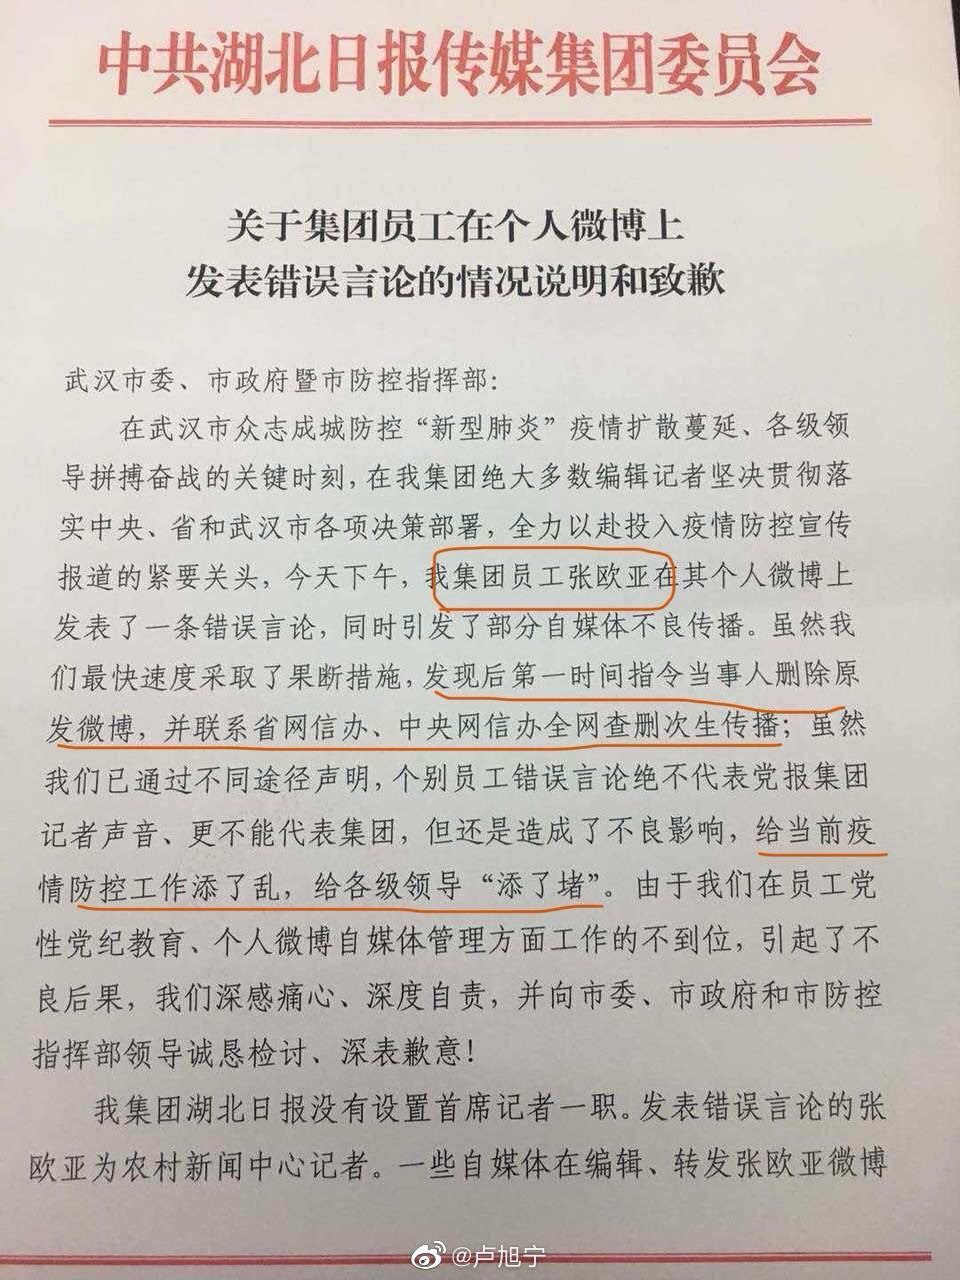 中共湖北日报传媒集团委员会
关于集团员工在个人微博上
发表错误言论的情况说明和致歉
武汉市委、市政府暨市防控指挥部：
在武汉市众志成城防控“新型肺炎”疫情扩散蔓延、各级领
导拼搏奋战的关键时刻，在我集团绝大多数编辑记者坚决贯彻落
实中央、省和武汉市各项决策部署，全力以赴投入疫情防控宣传
报道的紧要关头，今天下午，我集团员工张欧亚在其个人微博上
发表了一条错误言论，同时引发了部分自媒体不良传播。虽然我
们最快速度采取了果断措施，发现后第一时间指令当事人删除原
发微博，并联系省网信办、中央网信办全网查删次生传播；虽然
我们已通过不同途径声明，个别员工错误言论绝不代表党报集团
记者声音、更不能代表集团，但还是造成了不良影响，给当前疫
情防控工作添了乱，给各级领导“添了堵”。由于我们在员工党
性党纪教育、个人微博自媒体管理方面工作的不到位，引起了不
良后果，我们深感痛心、深度自责，并向市委、市政府和市防控
指挥部领导诚恳检讨、深表歉意！
我集团湖北日报没有设置首席记者一职。发表错误言论的张
欧亚为农村新闻中心记者。一些自媒体在编辑、转发张欧亚微博
@卢旭宁